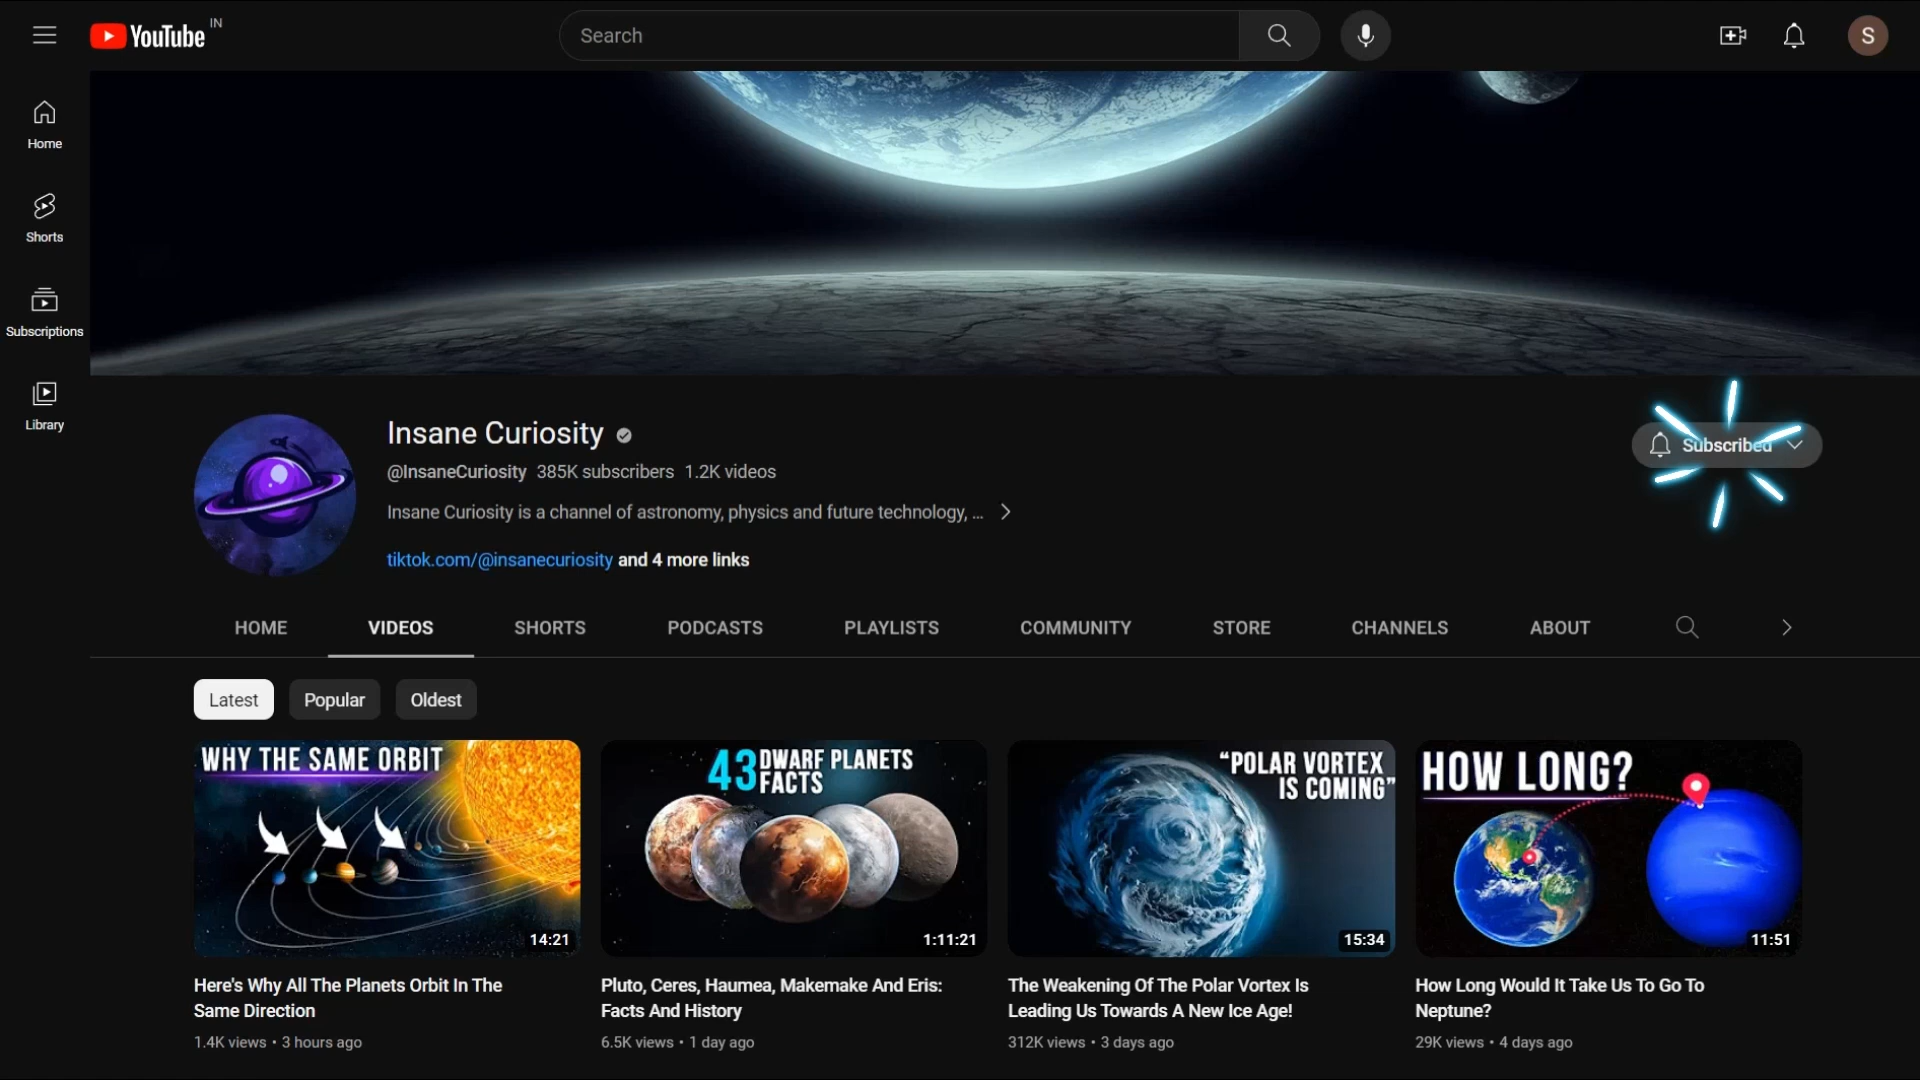 YouTube IN
Search
S
Home
Shorts
Subscriptions
Library
Insane Curiosity
@InsaneCuriosity 385K subscribers 1.2K videos
Insane Curiosity is a channel of astronomy, physics and future technology, ...
tiktok.com/@insanecuriosity and 4 more links
Subscribed
HOME VIDEOS SHORTS PODCASTS PLAYLISTS COMMUNITY STORE CHANNELS ABOUT
Latest Popular Oldest
WHY THE SAME ORBIT
14:21
Here's Why All The Planets Orbit In The
Same Direction
1.4K views • 3 hours ago
43 DWARF PLANETS
FACTS
1:11:21
Pluto, Ceres, Haumea, Makemake And Eris:
Facts And History
6.5K views • 1 day ago
“POLAR VORTEX
IS COMING”
15:34
The Weakening Of The Polar Vortex Is
Leading Us Towards A New Ice Age!
312K views • 3 days ago
HOW LONG?
11:51
How Long Would It Take Us To Go To
Neptune?
29K views • 4 days ago